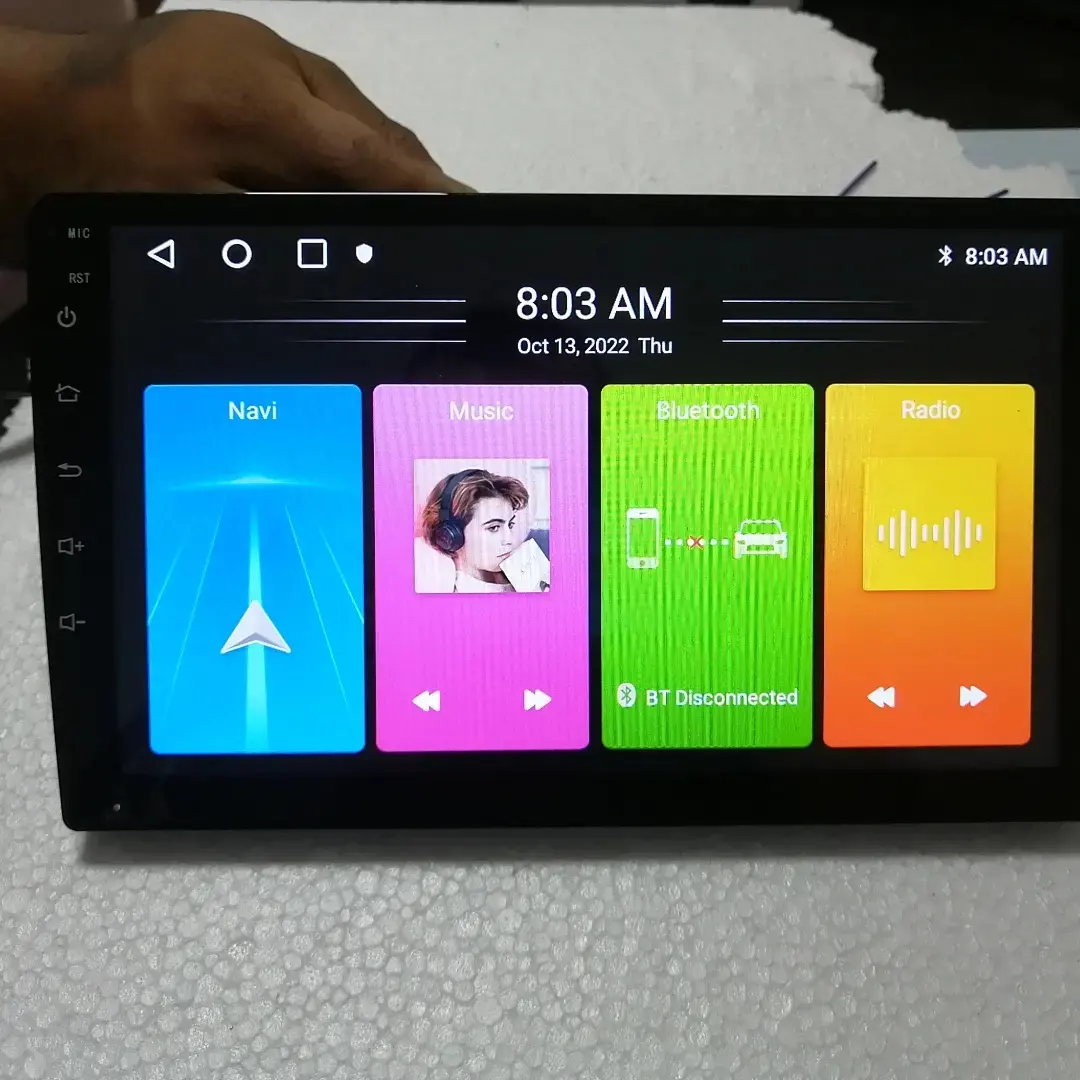 MIC
RST
8:03 AM
8:03 AM
Oct 13, 2022 Thu
Navi
Music
Bluetooth
Radio
BT Disconnected